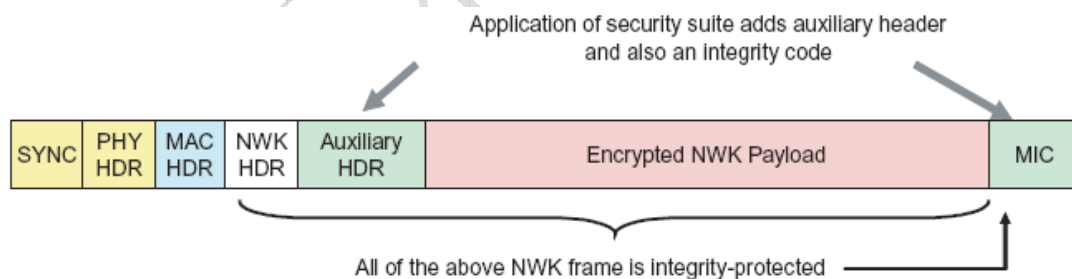 Application of security suite adds auxiliary header
and also an integrity code
SYNC
PHY
HDR
MAC
HDR
NWK
HDR
Auxiliary
HDR
Encrypted NWK Payload
MIC
All of the above NWK frame is integrity-protected